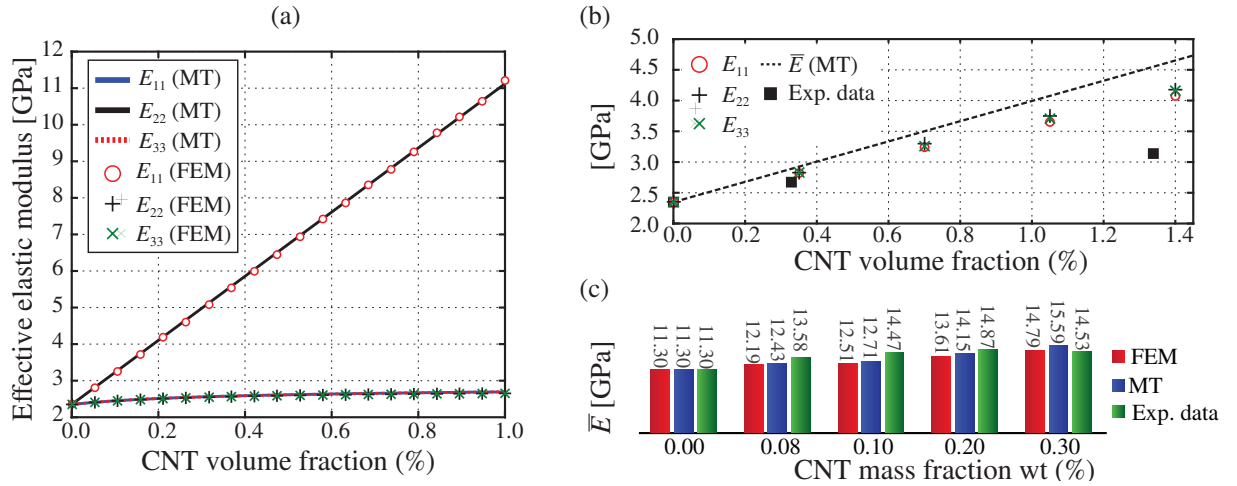 (a)
Effective elastic modulus [GPa]
12
11
10
9
8
7
6
5
4
3
2
E11 (MT)
E22 (MT)
E33 (MT)
E11 (FEM)
E22 (FEM)
E33 (FEM)
0.0 0.2 0.4 0.6 0.8 1.0
CNT volume fraction (%)
(b)
[GPa]
5.0
4.5
4.0
3.5
3.0
2.5
2.0
E11
E22
E33
E̅ (MT)
Exp. data
0.0 0.2 0.4 0.6 0.8 1.0 1.2 1.4
CNT volume fraction (%)
(c)
E̅ [GPa]
11.30 11.30 11.30 12.19 12.43 13.58 12.51 12.71 14.47 13.61 14.15 14.87 14.79 15.59 14.53
FEM
MT
Exp. data
0.00 0.08 0.10 0.20 0.30
CNT mass fraction wt (%)